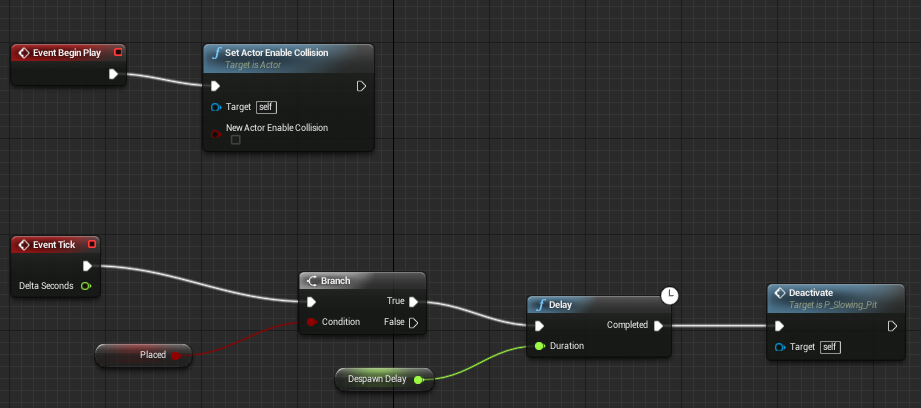 Event Begin Play
Set Actor Enable Collision
Target is Actor
Target self
New Actor Enable Collision
Event Tick
Delta Seconds
Branch
True
Condition False
Placed
Despawn Delay
Delay
Completed
Duration
Deactivate
Target is P_Slowing_Pit
Target self